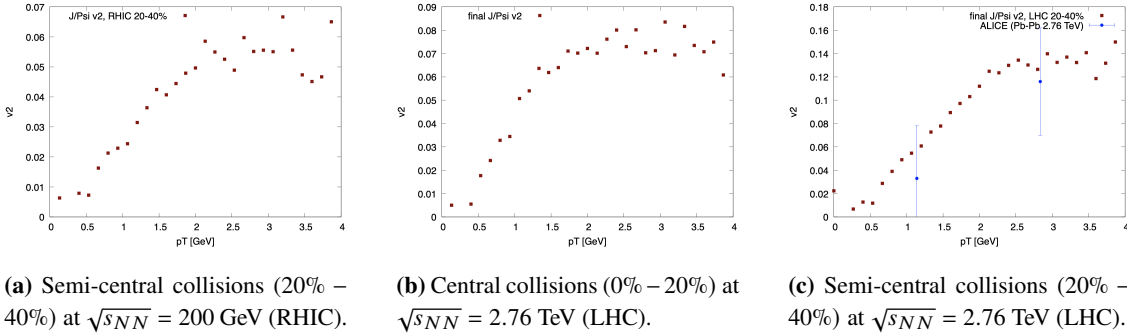 0.07
0.06
0.05
0.04
0.03
0.02
0.01
0
v2
J/Psi v2, RHIC 20-40%
0 0.5 1 1.5 2 2.5 3 3.5 4
pT [GeV]
(a) Semi-central collisions (20% –
40%) at √sNN = 200 GeV (RHIC).
0.09
0.08
0.07
0.06
0.05
0.04
0.03
0.02
0.01
0
v2
final J/Psi v2
0 0.5 1 1.5 2 2.5 3 3.5 4
pT [GeV]
(b) Central collisions (0% – 20%) at
√sNN = 2.76 TeV (LHC).
0.18
0.16
0.14
0.12
0.1
0.08
0.06
0.04
0.02
0
v2
final J/Psi v2, LHC 20-40%
ALICE (Pb-Pb 2.76 TeV)
0 0.5 1 1.5 2 2.5 3 3.5 4
pT [GeV]
(c) Semi-central collisions (20% –
40%) at √sNN = 2.76 TeV (LHC).